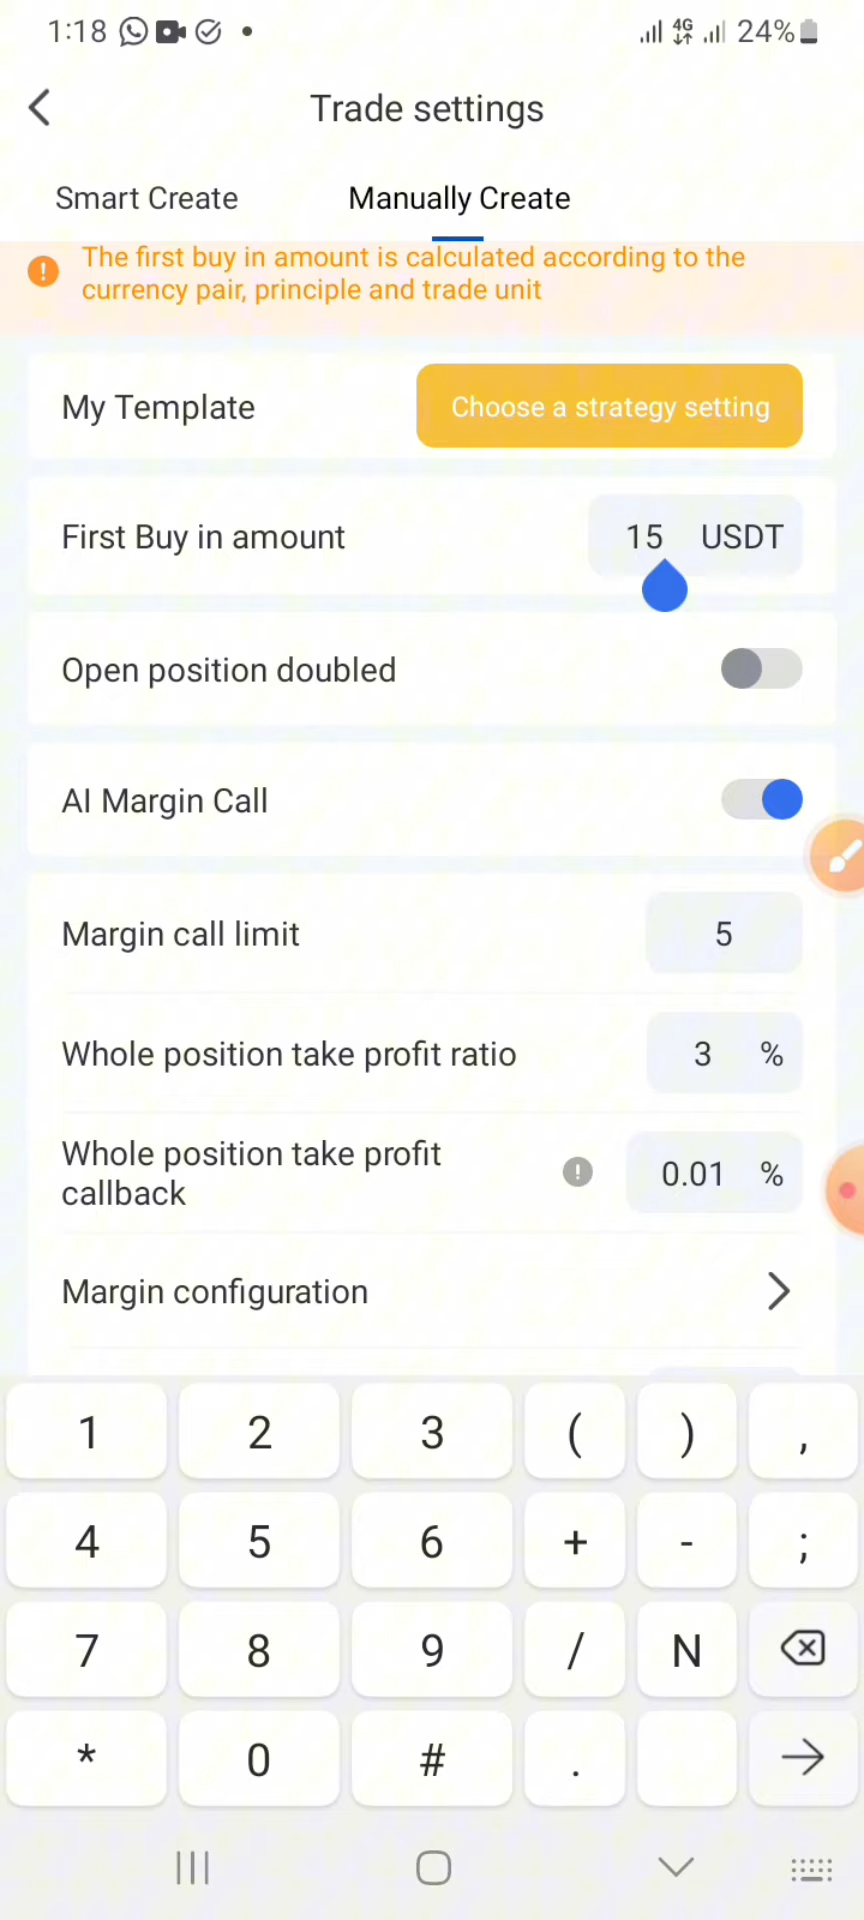 1:18 4G 24%
Trade settings
Smart Create Manually Create
! The first buy in amount is calculated according to the
currency pair, principle and trade unit
My Template Choose a strategy setting
First Buy in amount 15 USDT
Open position doubled
AI Margin Call
Margin call limit 5
Whole position take profit ratio 3 %
Whole position take profit
callback ! 0.01 %
Margin configuration
1 2 3 ( ) ,
4 5 6 + - ;
7 8 9 / N
* 0 # .